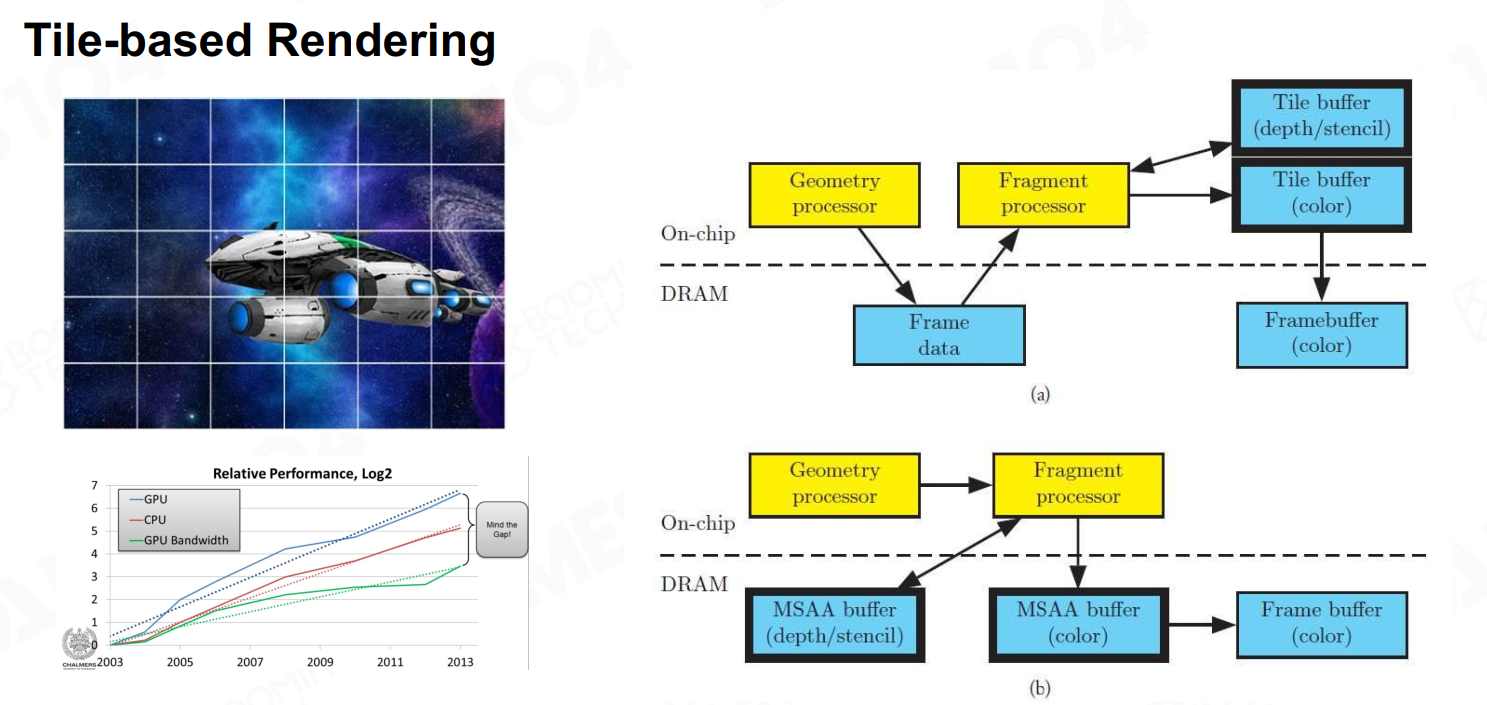 Tile-based Rendering
Relative Performance, Log2
7
6
5
4
3
2
1
0
GPU
CPU
GPU Bandwidth
Mind the
Gap!
2003
2005
2007
2009
2011
2013
CHALMERS
Geometry
processor
Fragment
processor
Tile buffer
(depth/stencil)
Tile buffer
(color)
On-chip
DRAM
Frame
data
Framebuffer
(color)
(a)
Geometry
processor
Fragment
processor
On-chip
DRAM
MSAA buffer
(depth/stencil)
MSAA buffer
(color)
Frame buffer
(color)
(b)